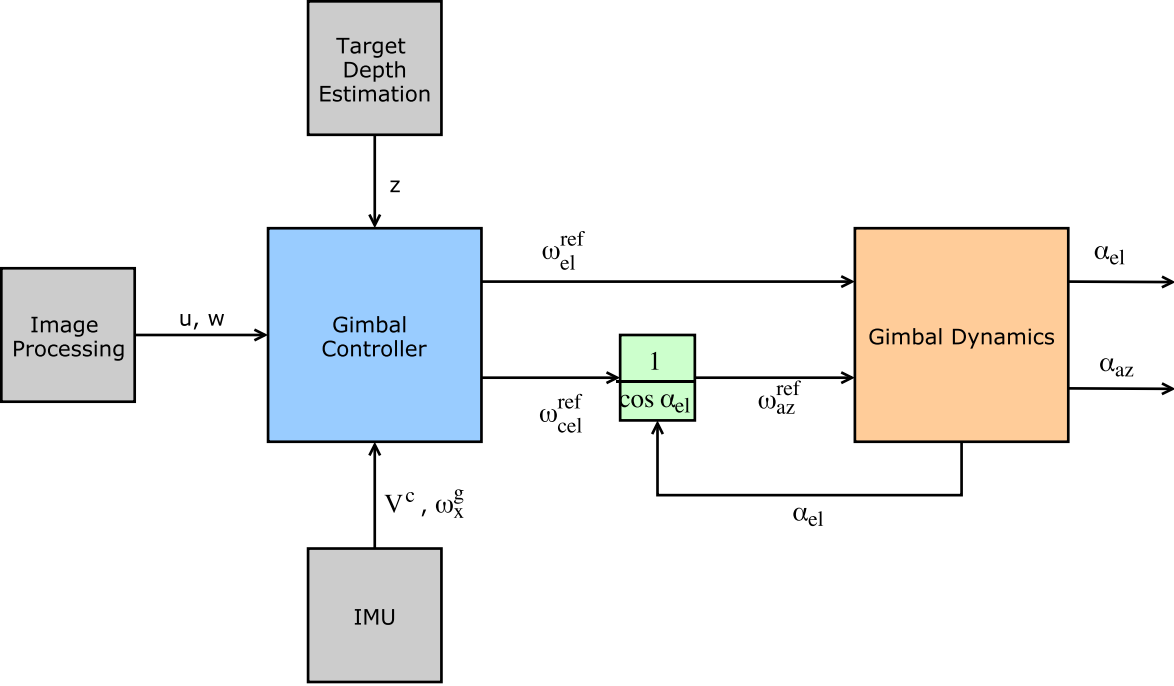 Target
Depth
Estimation
z
Image
Processing
u, w
Gimbal
Controller
ω_el^ref
ω_cel^ref
1
cos α_el
ω_az^ref
Gimbal Dynamics
α_el
α_az
α_el
V^c , ω_x^g
IMU